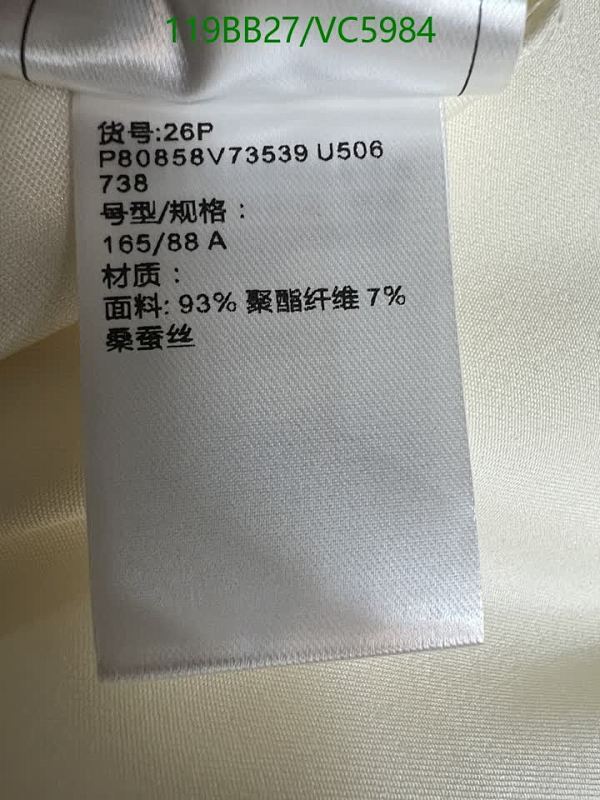 119BB27/VC5984
货号:26P
P80858V73539 U506
738
号型/规格：
165/88 A
材质：
面料: 93% 聚酯纤维 7%
桑蚕丝